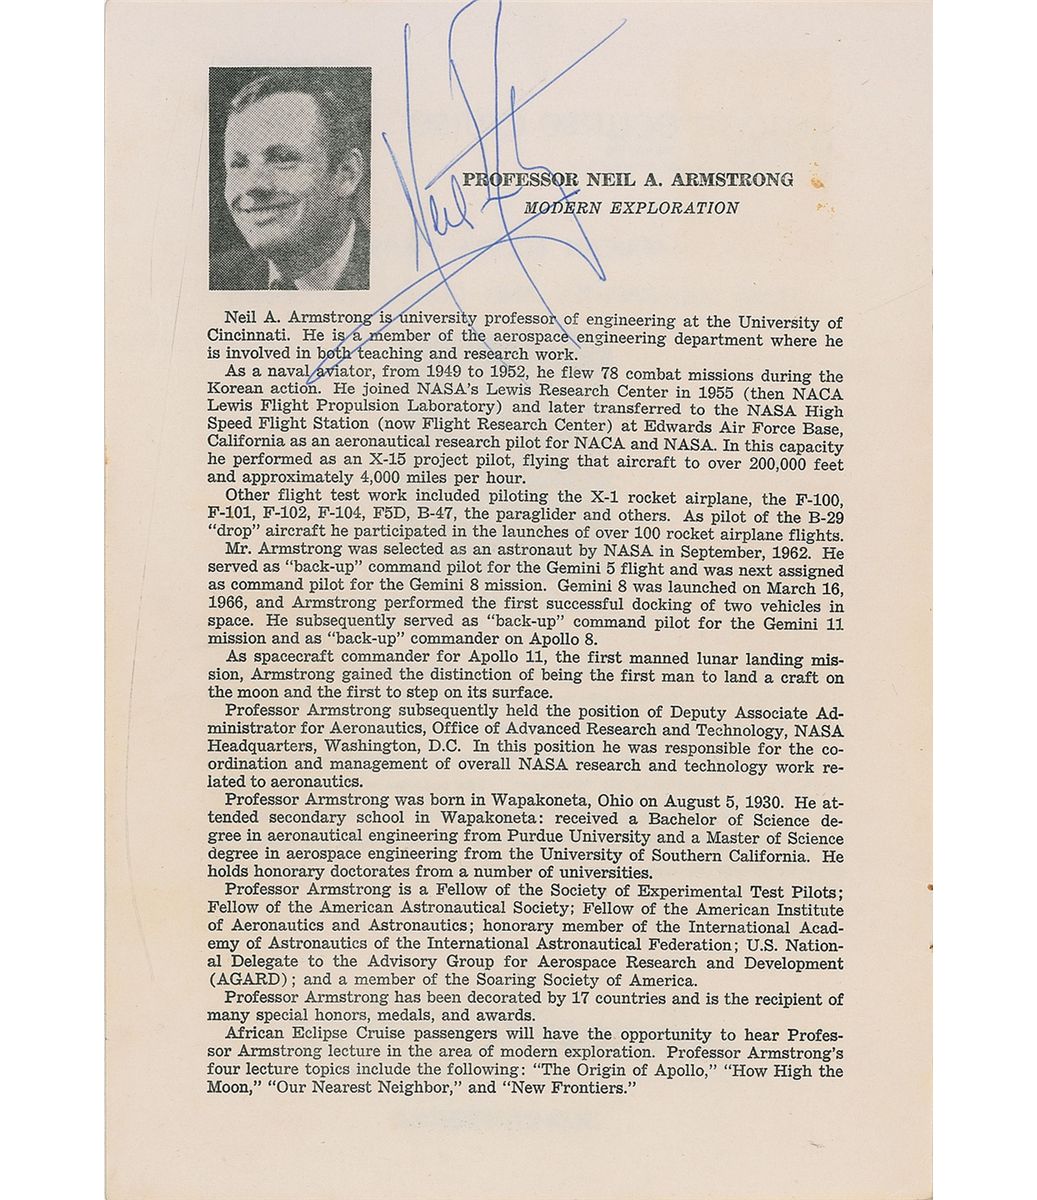 Neil Armstrong
PROFESSOR NEIL A. ARMSTRONG
MODERN EXPLORATION
Neil A. Armstrong is university professor of engineering at the University of
Cincinnati. He is a member of the aerospace engineering department where he
is involved in both teaching and research work.
As a naval aviator, from 1949 to 1952, he flew 78 combat missions during the
Korean action. He joined NASA's Lewis Research Center in 1955 (then NACA
Lewis Flight Propulsion Laboratory) and later transferred to the NASA High
Speed Flight Station (now Flight Research Center) at Edwards Air Force Base,
California as an aeronautical research pilot for NACA and NASA. In this capacity
he performed as an X-15 project pilot, flying that aircraft to over 200,000 feet
and approximately 4,000 miles per hour.
Other flight test work included piloting the X-1 rocket airplane, the F-100,
F-101, F-102, F-104, F5D, B-47, the paraglider and others. As pilot of the B-29
"drop" aircraft he participated in the launches of over 100 rocket airplane flights.
Mr. Armstrong was selected as an astronaut by NASA in September, 1962. He
served as "back-up" command pilot for the Gemini 5 flight and was next assigned
as command pilot for the Gemini 8 mission. Gemini 8 was launched on March 16,
1966, and Armstrong performed the first successful docking of two vehicles in
space. He subsequently served as "back-up" command pilot for the Gemini 11
mission and as "back-up" commander on Apollo 8.
As spacecraft commander for Apollo 11, the first manned lunar landing mis-
sion, Armstrong gained the distinction of being the first man to land a craft on
the moon and the first to step on its surface.
Professor Armstrong subsequently held the position of Deputy Associate Ad-
ministrator for Aeronautics, Office of Advanced Research and Technology, NASA
Headquarters, Washington, D.C. In this position he was responsible for the co-
ordination and management of overall NASA research and technology work re-
lated to aeronautics.
Professor Armstrong was born in Wapakoneta, Ohio on August 5, 1930. He at-
tended secondary school in Wapakoneta: received a Bachelor of Science de-
gree in aeronautical engineering from Purdue University and a Master of Science
degree in aerospace engineering from the University of Southern California. He
holds honorary doctorates from a number of universities.
Professor Armstrong is a Fellow of the Society of Experimental Test Pilots;
Fellow of the American Astronautical Society; Fellow of the American Institute
of Aeronautics and Astronautics; honorary member of the International Acad-
emy of Astronautics of the International Astronautical Federation; U.S. Nation-
al Delegate to the Advisory Group for Aerospace Research and Development
(AGARD); and a member of the Soaring Society of America.
Professor Armstrong has been decorated by 17 countries and is the recipient of
many special honors, medals, and awards.
African Eclipse Cruise passengers will have the opportunity to hear Profes-
sor Armstrong lecture in the area of modern exploration. Professor Armstrong's
four lecture topics include the following: "The Origin of Apollo," "How High the
Moon," "Our Nearest Neighbor," and "New Frontiers."